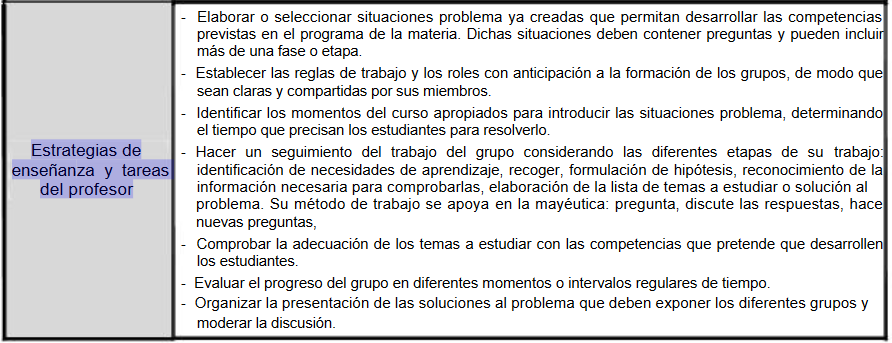 Estrategias de
enseñanza y tareas
del profesor
- Elaborar o seleccionar situaciones problema ya creadas que permitan desarrollar las competencias
previstas en el programa de la materia. Dichas situaciones deben contener preguntas y pueden incluir
más de una fase o etapa.
- Establecer las reglas de trabajo y los roles con anticipación a la formación de los grupos, de modo que
sean claras y compartidas por sus miembros.
- Identificar los momentos del curso apropiados para introducir las situaciones problema, determinando
el tiempo que precisan los estudiantes para resolverlo.
- Hacer un seguimiento del trabajo del grupo considerando las diferentes etapas de su trabajo:
identificación de necesidades de aprendizaje, recoger, formulación de hipótesis, reconocimiento de la
información necesaria para comprobarlas, elaboración de la lista de temas a estudiar o solución al
problema. Su método de trabajo se apoya en la mayéutica: pregunta, discute las respuestas, hace
nuevas preguntas,
- Comprobar la adecuación de los temas a estudiar con las competencias que pretende que desarrollen
los estudiantes.
- Evaluar el progreso del grupo en diferentes momentos o intervalos regulares de tiempo.
- Organizar la presentación de las soluciones al problema que deben exponer los diferentes grupos y
moderar la discusión.